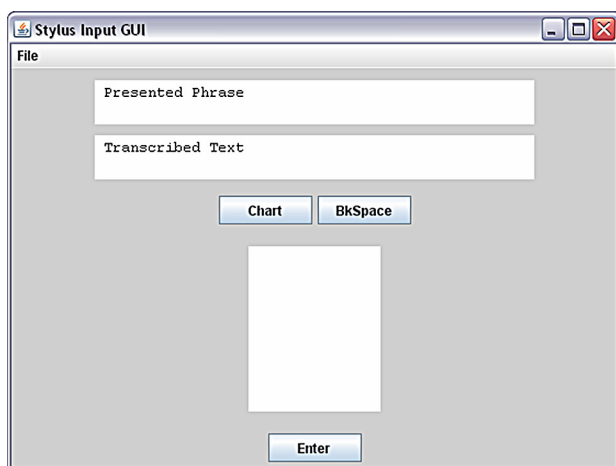 Stylus Input GUI
File
Presented Phrase
Transcribed Text
Chart BkSpace
Enter